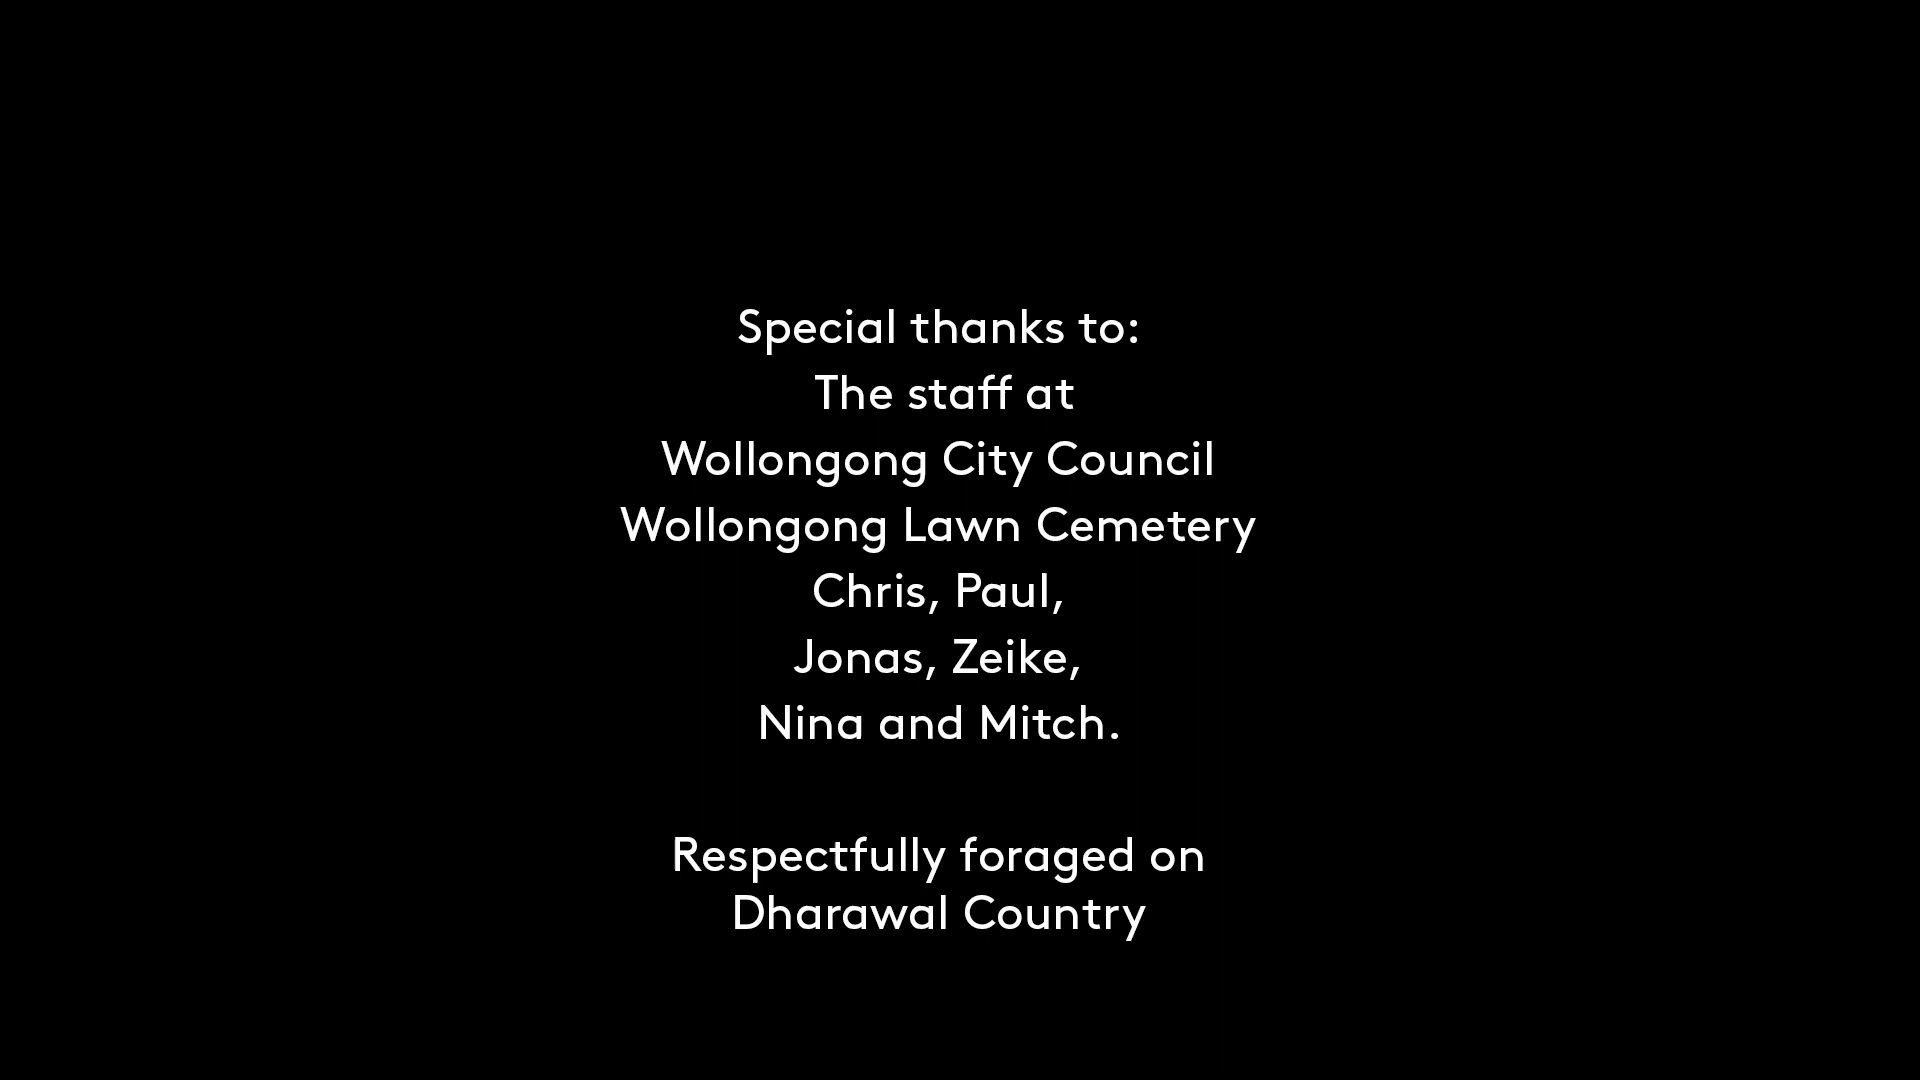 Special thanks to:
The staff at
Wollongong City Council
Wollongong Lawn Cemetery
Chris, Paul,
Jonas, Zeike,
Nina and Mitch.
Respectfully foraged on
Dharawal Country